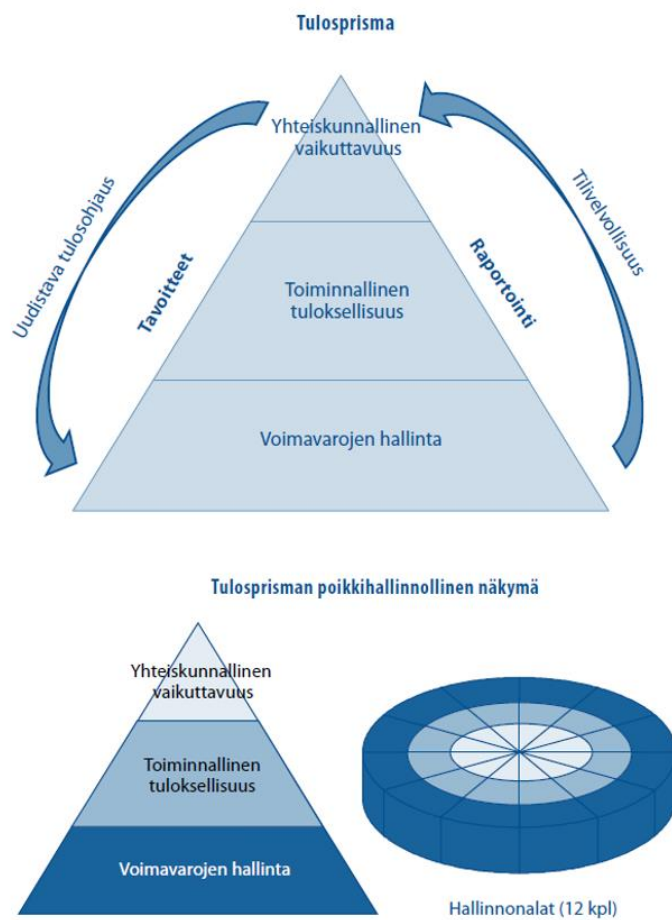 Tulosprisma
Yhteiskunnallinen
vaikuttavuus
Uudistava tulosohjaus
Tavoitteet
Raportointi
Tilivelvollisuus
Toiminnallinen
tuloksellisuus
Voimavarojen hallinta
Tulosprisman poikkihallinnollinen näkymä
Yhteiskunnallinen
vaikuttavuus
Toiminnallinen
tuloksellisuus
Voimavarojen hallinta
Hallinnonalat (12 kpl)